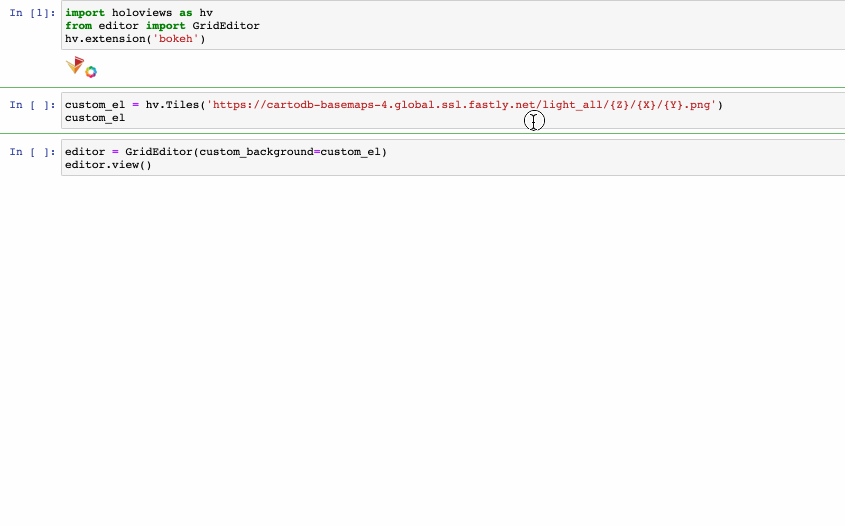 In [1]: import holoviews as hv
from editor import GridEditor
hv.extension('bokeh')
In [ ]: custom_el = hv.Tiles('https://cartodb-basemaps-4.global.ssl.fastly.net/light_all/{Z}/{X}/{Y}.png')
custom_el
In [ ]: editor = GridEditor(custom_background=custom_el)
editor.view()